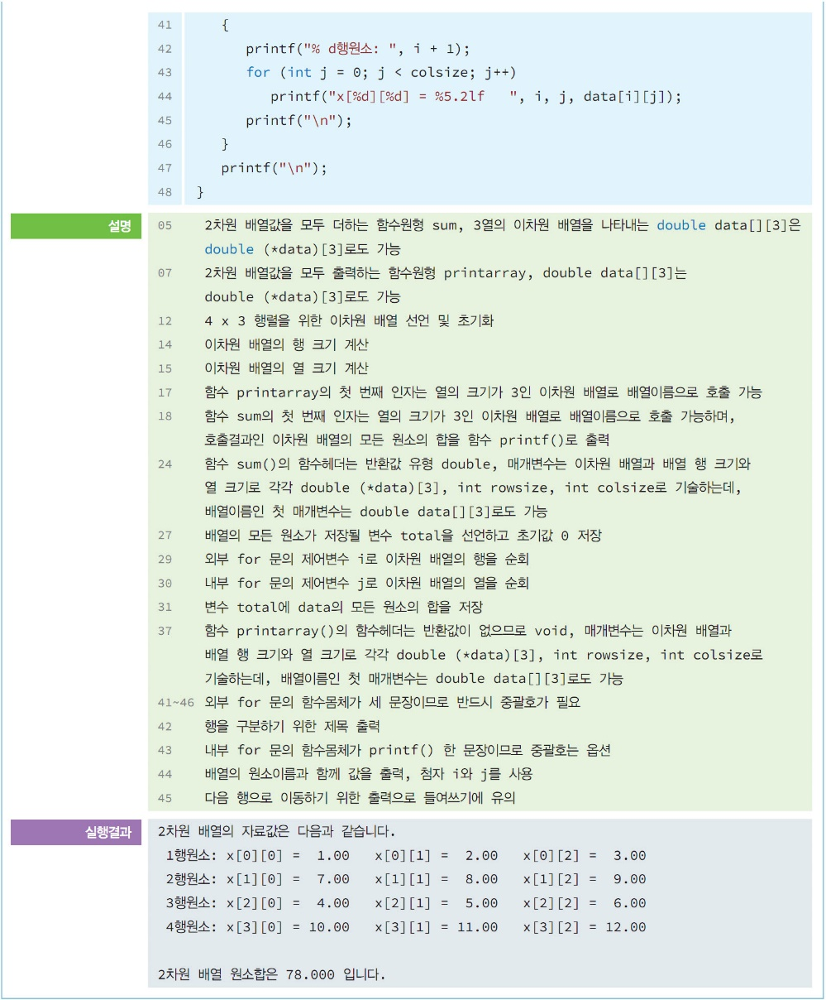 41 {
42 printf("% d행원소: ", i + 1);
43 for (int j = 0; j < colsize; j++)
44 printf("x[%d][%d] = %5.2lf   ", i, j, data[i][j]);
45 printf("\n");
46 }
47 printf("\n");
48 }
설명
05 2차원 배열값을 모두 더하는 함수원형 sum, 3열의 이차원 배열을 나타내는 double data[][3]은
double (*data)[3]로도 가능
07 2차원 배열값을 모두 출력하는 함수원형 printarray, double data[][3]는
double (*data)[3]로도 가능
12 4 x 3 행렬을 위한 이차원 배열 선언 및 초기화
14 이차원 배열의 행 크기 계산
15 이차원 배열의 열 크기 계산
17 함수 printarray의 첫 번째 인자는 열의 크기가 3인 이차원 배열로 배열이름으로 호출 가능
18 함수 sum의 첫 번째 인자는 열의 크기가 3인 이차원 배열로 배열이름으로 호출 가능하며,
호출결과인 이차원 배열의 모든 원소의 합을 함수 printf()로 출력
24 함수 sum()의 함수헤더는 반환값 유형 double, 매개변수는 이차원 배열과 배열 행 크기와
열 크기로 각각 double (*data)[3], int rowsize, int colsize로 기술하는데,
배열이름인 첫 매개변수는 double data[][3]로도 가능
27 배열의 모든 원소가 저장될 변수 total을 선언하고 초기값 0 저장
29 외부 for 문의 제어변수 i로 이차원 배열의 행을 순회
30 내부 for 문의 제어변수 j로 이차원 배열의 열을 순회
31 변수 total에 data의 모든 원소의 합을 저장
37 함수 printarray()의 함수헤더는 반환값이 없으므로 void, 매개변수는 이차원 배열과
배열 행 크기와 열 크기로 각각 double (*data)[3], int rowsize, int colsize로
기술하는데, 배열이름인 첫 매개변수는 double data[][3]로도 가능
41~46 외부 for 문의 함수몸체가 세 문장이므로 반드시 중괄호가 필요
42 행을 구분하기 위한 제목 출력
43 내부 for 문의 함수몸체가 printf() 한 문장이므로 중괄호는 옵션
44 배열의 원소이름과 함께 값을 출력, 첨자 i와 j를 사용
45 다음 행으로 이동하기 위한 출력으로 들여쓰기에 유의
실행결과
2차원 배열의 자료값은 다음과 같습니다.
1행원소: x[0][0] =  1.00   x[0][1] =  2.00   x[0][2] =  3.00
2행원소: x[1][0] =  7.00   x[1][1] =  8.00   x[1][2] =  9.00
3행원소: x[2][0] =  4.00   x[2][1] =  5.00   x[2][2] =  6.00
4행원소: x[3][0] = 10.00   x[3][1] = 11.00   x[3][2] = 12.00
2차원 배열 원소합은 78.000 입니다.